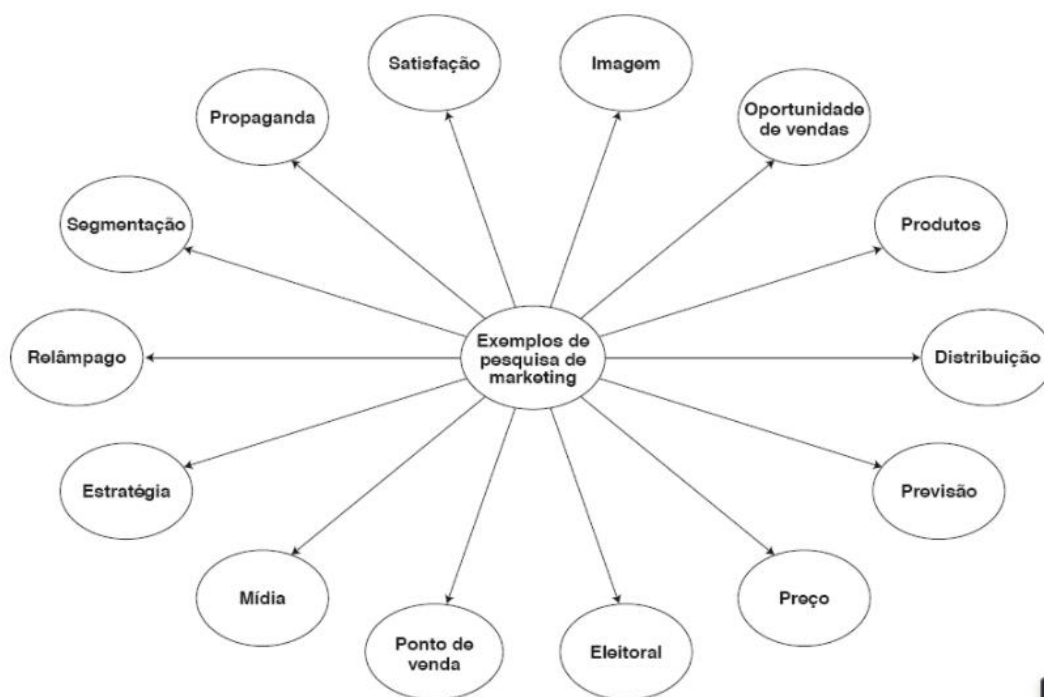 Satisfação
Imagem
Propaganda
Oportunidade
de vendas
Segmentação
Produtos
Relâmpago
Exemplos de
pesquisa de
marketing
Distribuição
Estratégia
Previsão
Mídia
Preço
Ponto de
venda
Eleitoral